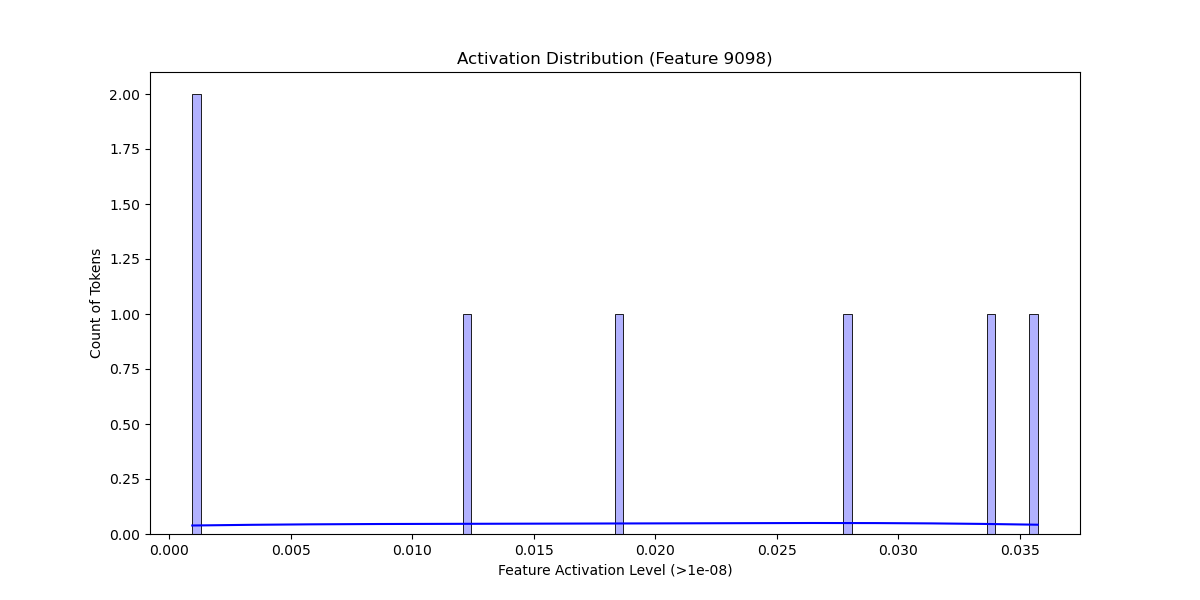 Activation Distribution (Feature 9098)
Count of Tokens
2.00
1.75
1.50
1.25
1.00
0.75
0.50
0.25
0.00
0.000 0.005 0.010 0.015 0.020 0.025 0.030 0.035
Feature Activation Level (>1e-08)